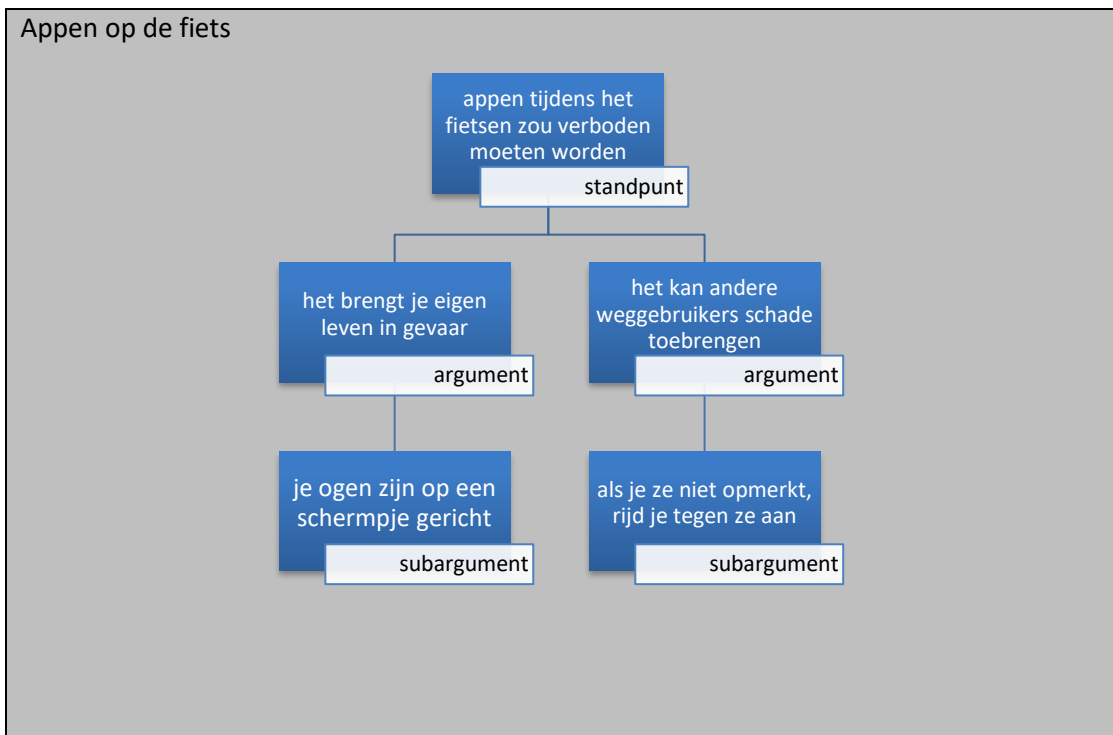 Appen op de fiets
appen tijdens het
fietsen zou verboden
moeten worden
standpunt
het brengt je eigen
leven in gevaar
argument
het kan andere
weggebruikers schade
toebrengen
argument
je ogen zijn op een
schermpje gericht
subargument
als je ze niet opmerkt,
rijd je tegen ze aan
subargument